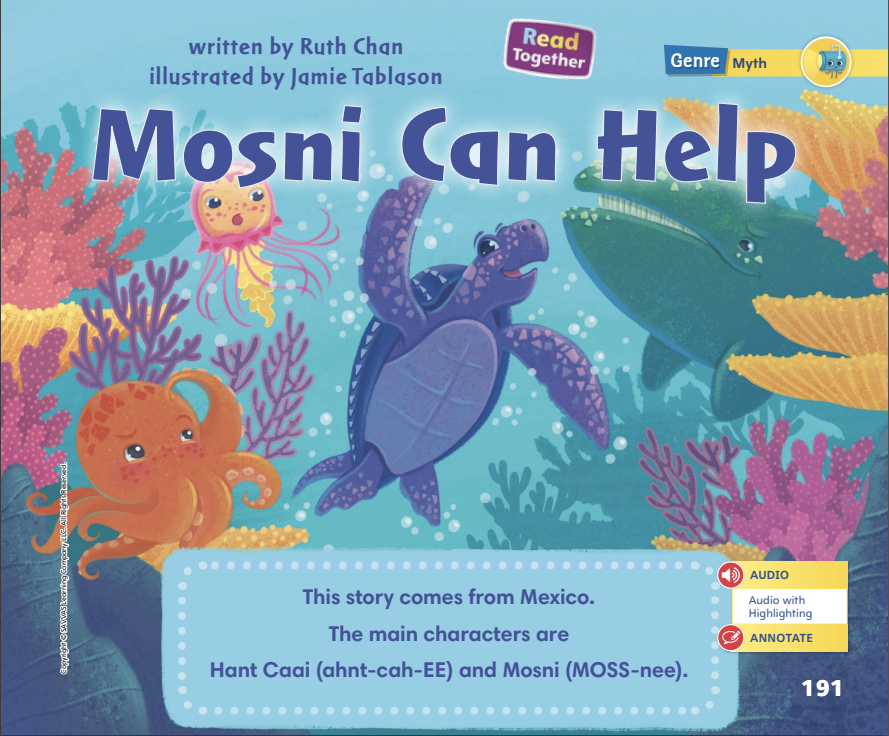 written by Ruth Chan
illustrated by Jamie Tablason
Read
Together
Genre Myth
Mosni Can Help
This story comes from Mexico.
The main characters are
Hant Caai (ahnt-cah-EE) and Mosni (MOSS-nee).
AUDIO
Audio with
Highlighting
ANNOTATE
191
Copyright © SAVVAS Learning Company LLC. All Rights Reserved.